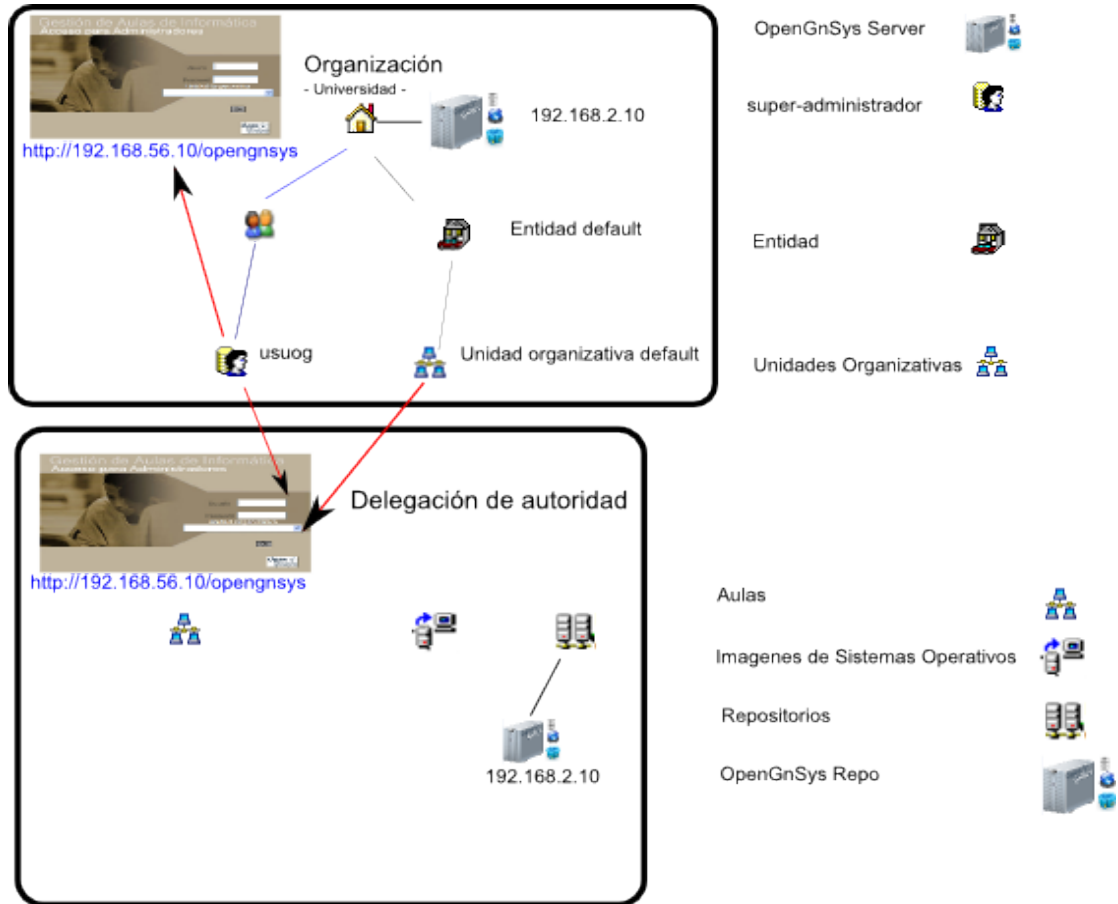 Gestión de Aulas de Informática
Acceso para Administradores
http://192.168.56.10/opengnsys
Organización
- Universidad -
192.168.2.10
Entidad default
usuog
Unidad organizativa default
OpenGnSys Server
super-administrador
Entidad
Unidades Organizativas
Gestión de Aulas de Informática
Acceso para Administradores
Delegación de autoridad
http://192.168.56.10/opengnsys
192.168.2.10
Aulas
Imagenes de Sistemas Operativos
Repositorios
OpenGnSys Repo